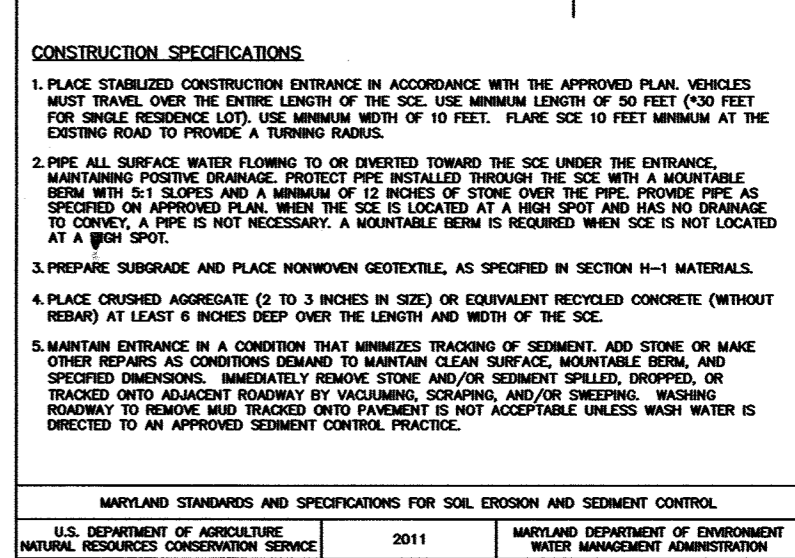 CONSTRUCTION SPECIFICATIONS
1. PLACE STABILIZED CONSTRUCTION ENTRANCE IN ACCORDANCE WITH THE APPROVED PLAN. VEHICLES
MUST TRAVEL OVER THE ENTIRE LENGTH OF THE SCE. USE MINIMUM LENGTH OF 50 FEET (*30 FEET
FOR SINGLE RESIDENCE LOT). USE MINIMUM WIDTH OF 10 FEET. FLARE SCE 10 FEET MINIMUM AT THE
EXISTING ROAD TO PROVIDE A TURNING RADIUS.
2. PIPE ALL SURFACE WATER FLOWING TO OR DIVERTED TOWARD THE SCE UNDER THE ENTRANCE,
MAINTAINING POSITIVE DRAINAGE. PROTECT PIPE INSTALLED THROUGH THE SCE WITH A MOUNTABLE
BERM WITH 5:1 SLOPES AND A MINIMUM OF 12 INCHES OF STONE OVER THE PIPE. PROVIDE PIPE AS
SPECIFIED ON APPROVED PLAN. WHEN THE SCE IS LOCATED AT A HIGH SPOT AND HAS NO DRAINAGE
TO CONVEY, A PIPE IS NOT NECESSARY. A MOUNTABLE BERM IS REQUIRED WHEN SCE IS NOT LOCATED
AT A HIGH SPOT.
3. PREPARE SUBGRADE AND PLACE NONWOVEN GEOTEXTILE, AS SPECIFIED IN SECTION H-1 MATERIALS.
4. PLACE CRUSHED AGGREGATE (2 TO 3 INCHES IN SIZE) OR EQUIVALENT RECYCLED CONCRETE (WITHOUT
REBAR) AT LEAST 6 INCHES DEEP OVER THE LENGTH AND WIDTH OF THE SCE.
5. MAINTAIN ENTRANCE IN A CONDITION THAT MINIMIZES TRACKING OF SEDIMENT. ADD STONE OR MAKE
OTHER REPAIRS AS CONDITIONS DEMAND TO MAINTAIN CLEAN SURFACE, MOUNTABLE BERM, AND
SPECIFIED DIMENSIONS. IMMEDIATELY REMOVE STONE AND/OR SEDIMENT SPILLED, DROPPED, OR
TRACKED ONTO ADJACENT ROADWAY BY VACUUMING, SCRAPING, AND/OR SWEEPING. WASHING
ROADWAY TO REMOVE MUD TRACKED ONTO PAVEMENT IS NOT ACCEPTABLE UNLESS WASH WATER IS
DIRECTED TO AN APPROVED SEDIMENT CONTROL PRACTICE.
MARYLAND STANDARDS AND SPECIFICATIONS FOR SOIL EROSION AND SEDIMENT CONTROL
U.S. DEPARTMENT OF AGRICULTURE
NATURAL RESOURCES CONSERVATION SERVICE
2011
MARYLAND DEPARTMENT OF ENVIRONMENT
WATER MANAGEMENT ADMINISTRATION